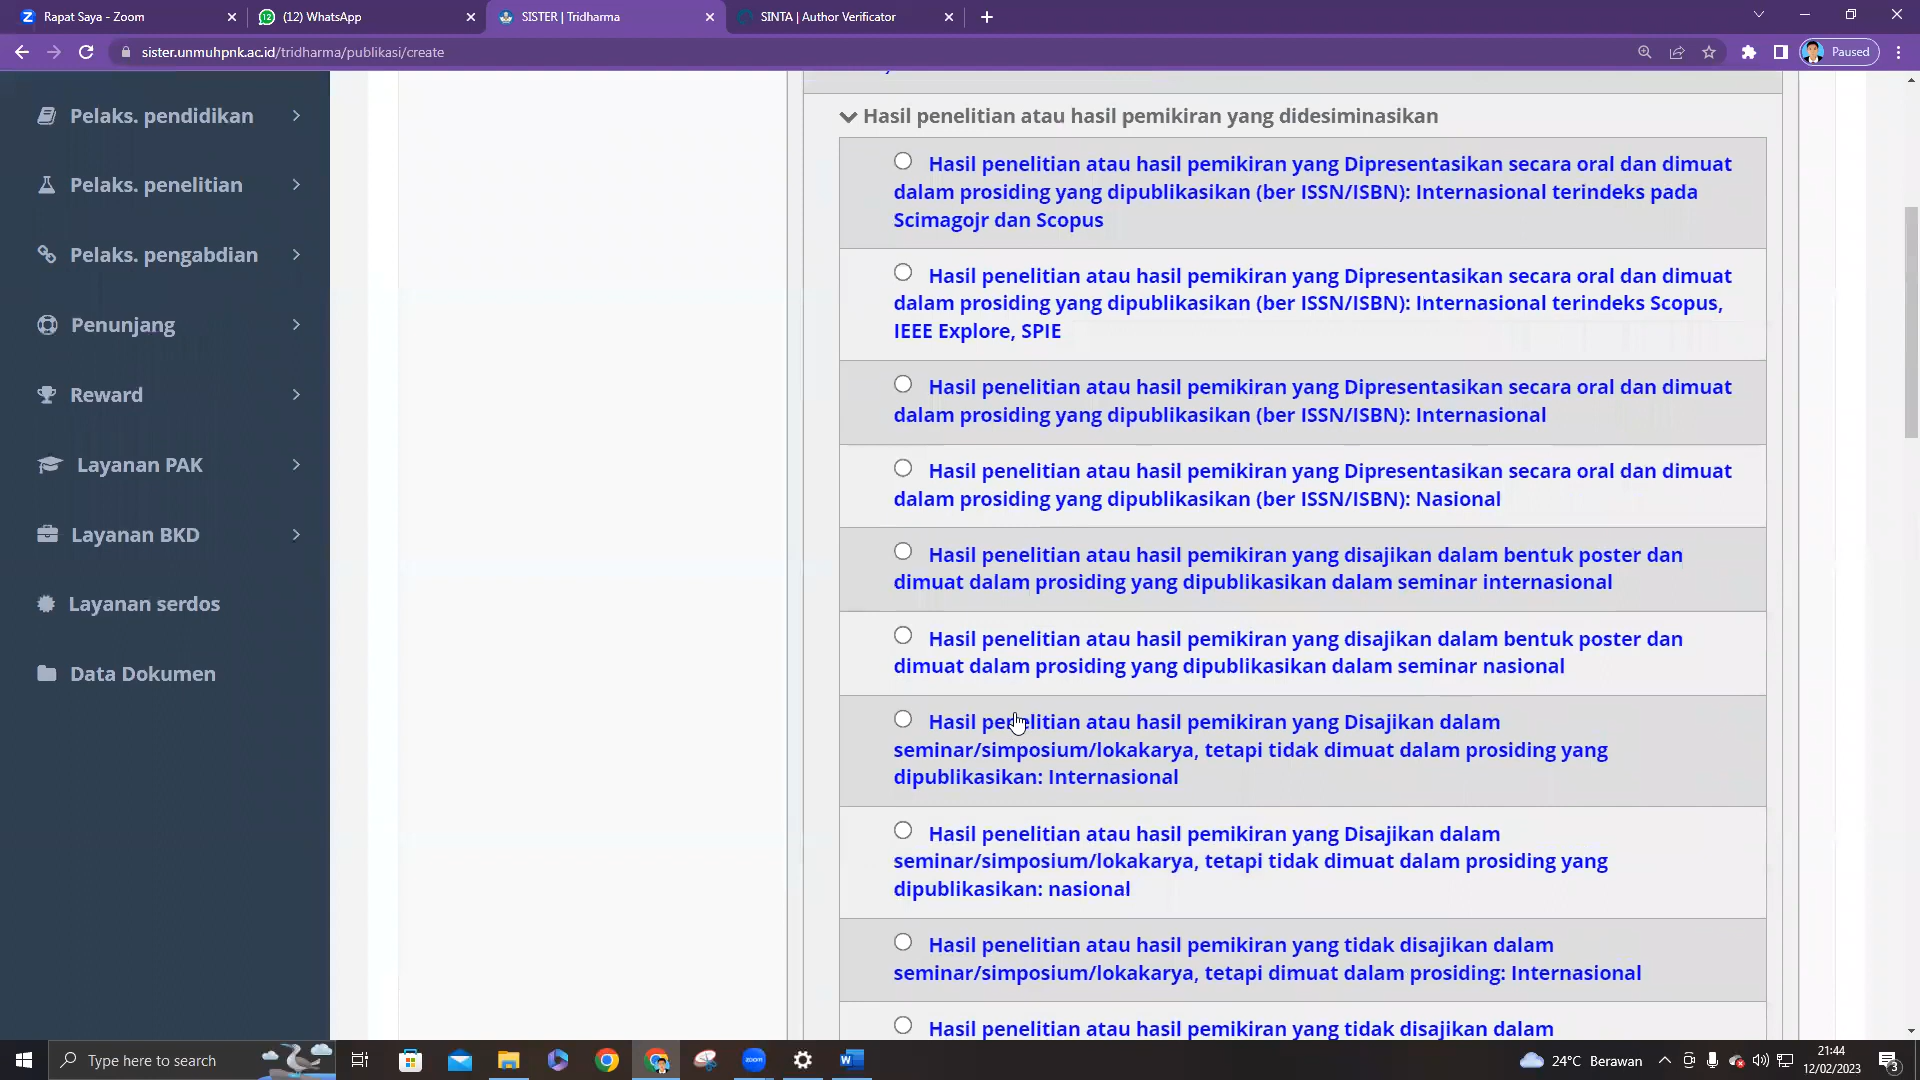 Rapat Saya - Zoom
(12) WhatsApp
SISTER | Tridharma
SINTA | Author Verificator
sister.unmuhpnk.ac.id/tridharma/publikasi/create
Paused
Pelaks. pendidikan
Pelaks. penelitian
Pelaks. pengabdian
Penunjang
Reward
Layanan PAK
Layanan BKD
Layanan serdos
Data Dokumen
Hasil penelitian atau hasil pemikiran yang didesiminasikan
Hasil penelitian atau hasil pemikiran yang Dipresentasikan secara oral dan dimuat
dalam prosiding yang dipublikasikan (ber ISSN/ISBN): Internasional terindeks pada
Scimagojr dan Scopus
Hasil penelitian atau hasil pemikiran yang Dipresentasikan secara oral dan dimuat
dalam prosiding yang dipublikasikan (ber ISSN/ISBN): Internasional terindeks Scopus,
IEEE Explore, SPIE
Hasil penelitian atau hasil pemikiran yang Dipresentasikan secara oral dan dimuat
dalam prosiding yang dipublikasikan (ber ISSN/ISBN): Internasional
Hasil penelitian atau hasil pemikiran yang Dipresentasikan secara oral dan dimuat
dalam prosiding yang dipublikasikan (ber ISSN/ISBN): Nasional
Hasil penelitian atau hasil pemikiran yang disajikan dalam bentuk poster dan
dimuat dalam prosiding yang dipublikasikan dalam seminar internasional
Hasil penelitian atau hasil pemikiran yang disajikan dalam bentuk poster dan
dimuat dalam prosiding yang dipublikasikan dalam seminar nasional
Hasil penelitian atau hasil pemikiran yang Disajikan dalam
seminar/simposium/lokakarya, tetapi tidak dimuat dalam prosiding yang
dipublikasikan: Internasional
Hasil penelitian atau hasil pemikiran yang Disajikan dalam
seminar/simposium/lokakarya, tetapi tidak dimuat dalam prosiding yang
dipublikasikan: nasional
Hasil penelitian atau hasil pemikiran yang tidak disajikan dalam
seminar/simposium/lokakarya, tetapi dimuat dalam prosiding: Internasional
Hasil penelitian atau hasil pemikiran yang tidak disajikan dalam
Type here to search
zoom
24°C Berawan
21:44
12/02/2023
3